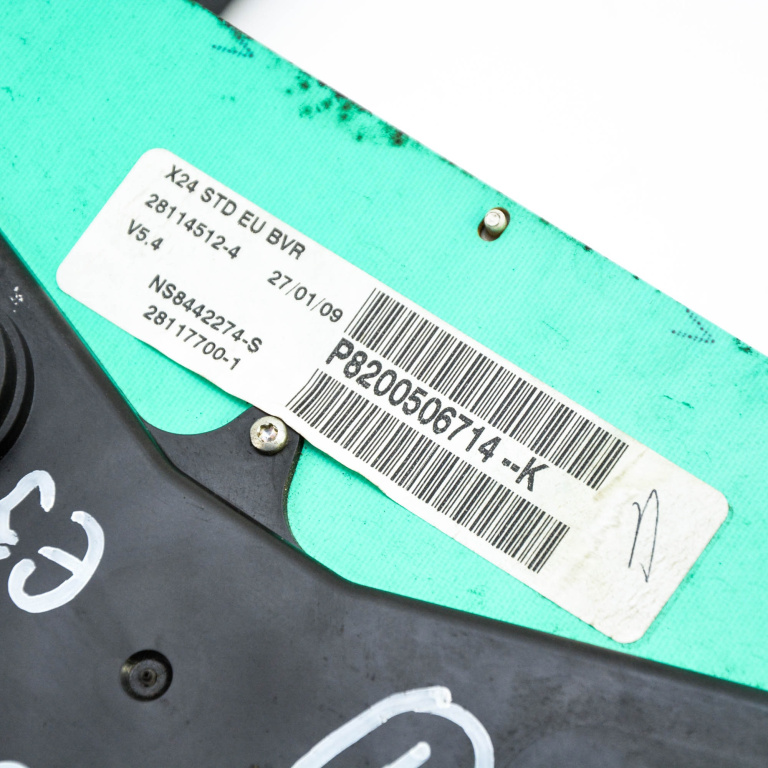 X24 STD EU BVR
28114512-4
V5.4
27/01/09
NS8442274-S
28117700-1
P8200506714--K